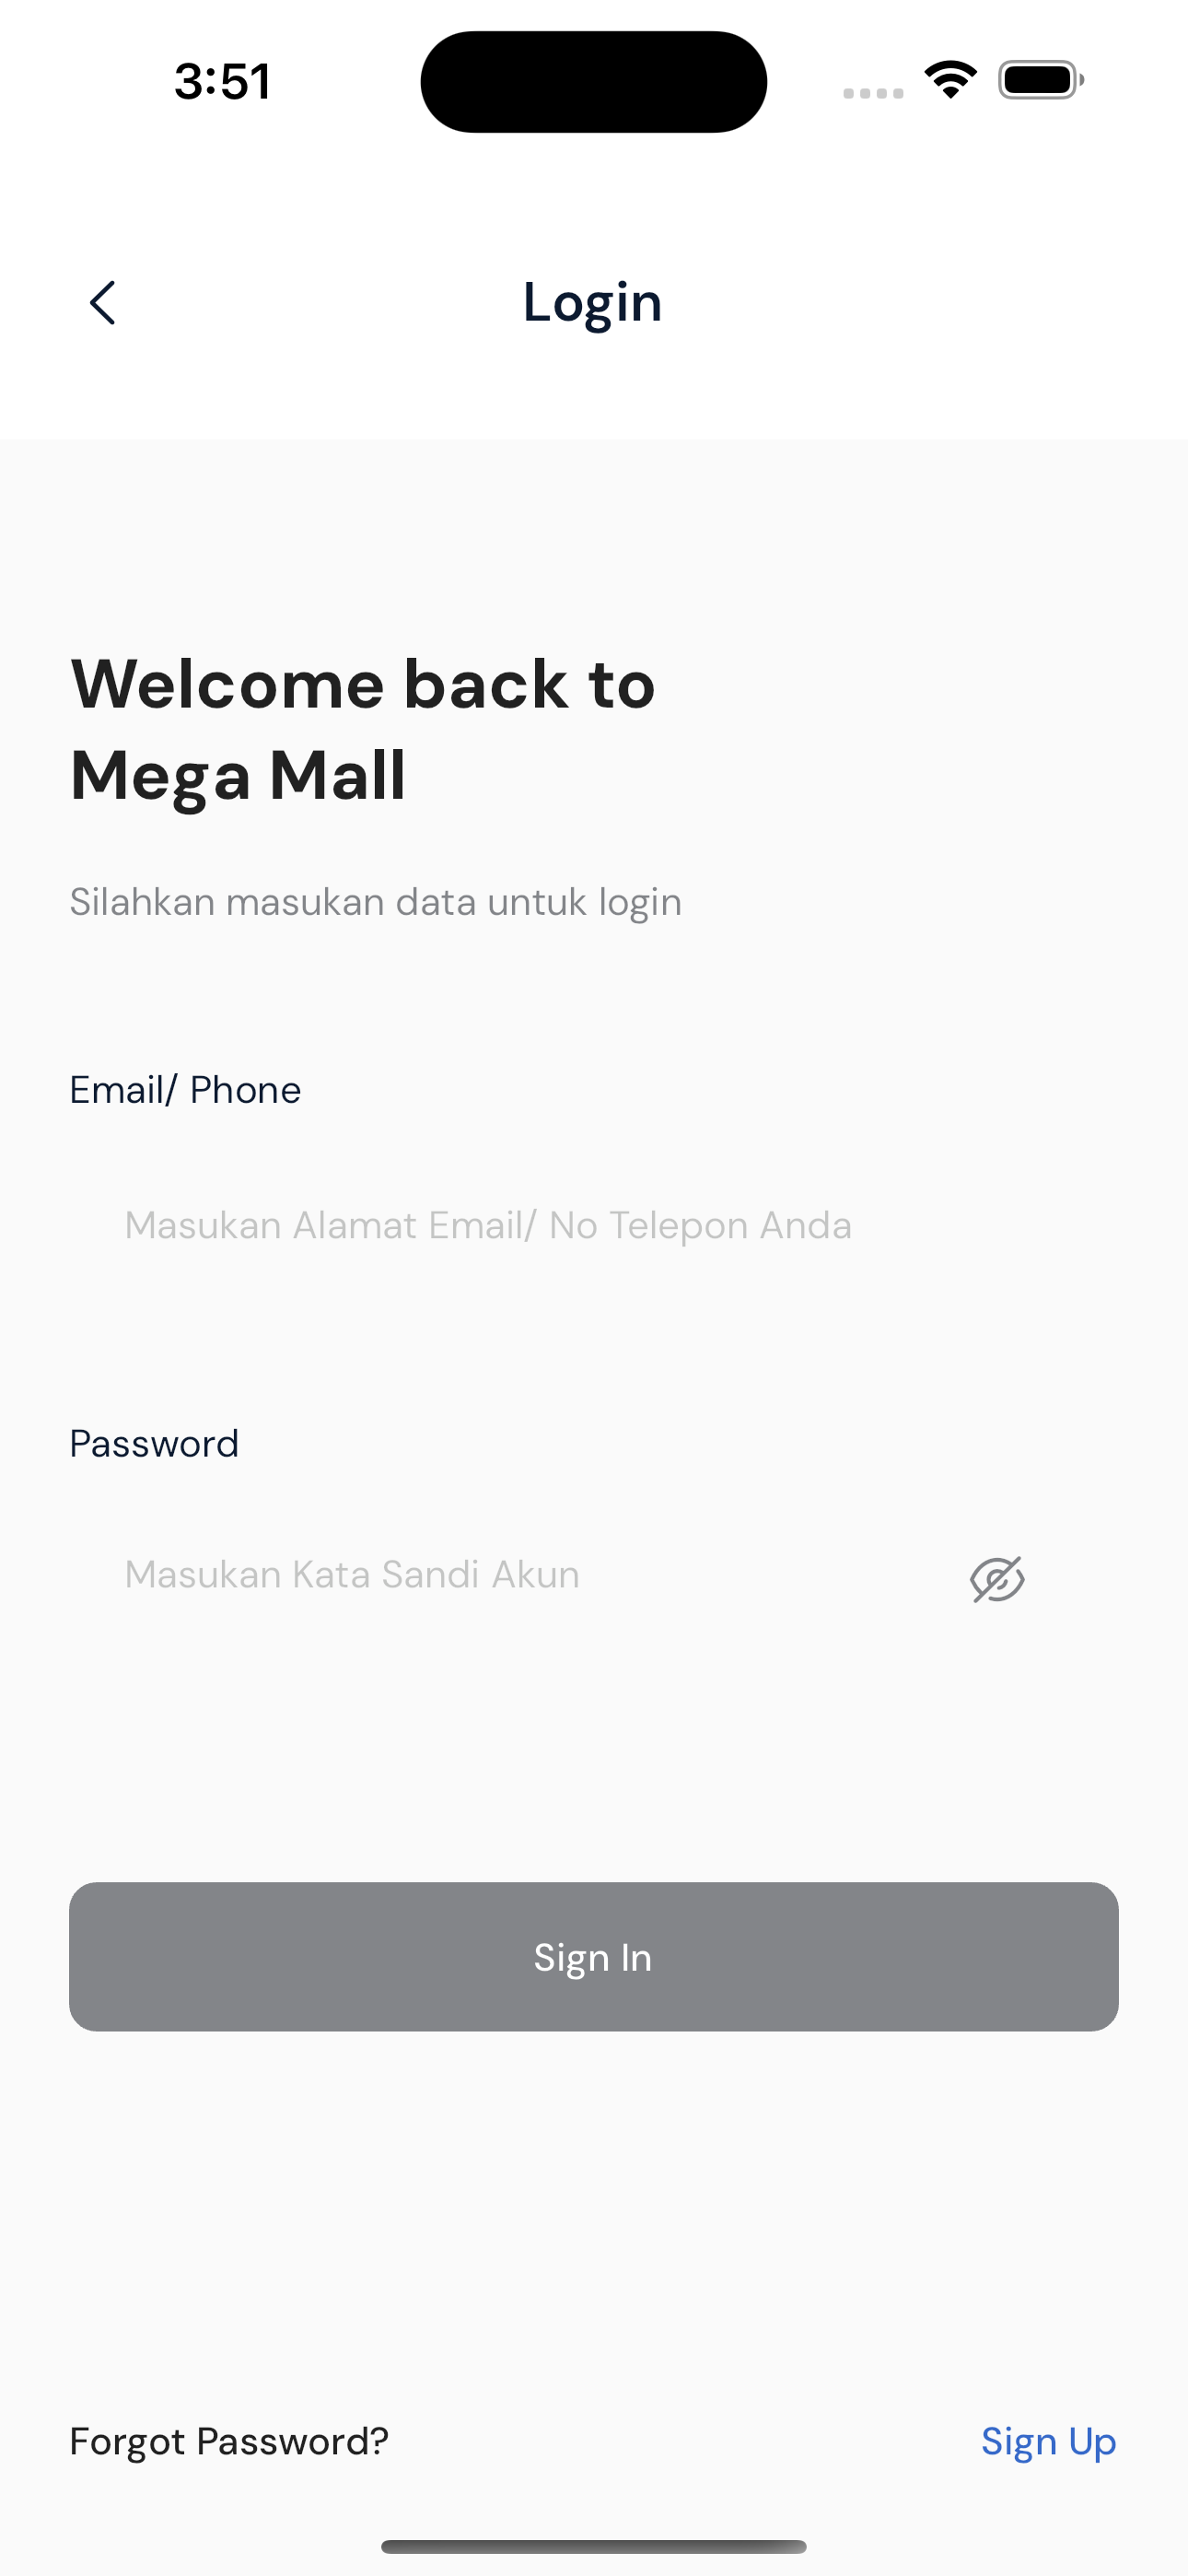 3:51
Login
Welcome back to
Mega Mall
Silahkan masukan data untuk login
Email/ Phone
Masukan Alamat Email/ No Telepon Anda
Password
Masukan Kata Sandi Akun
Sign In
Forgot Password?
Sign Up